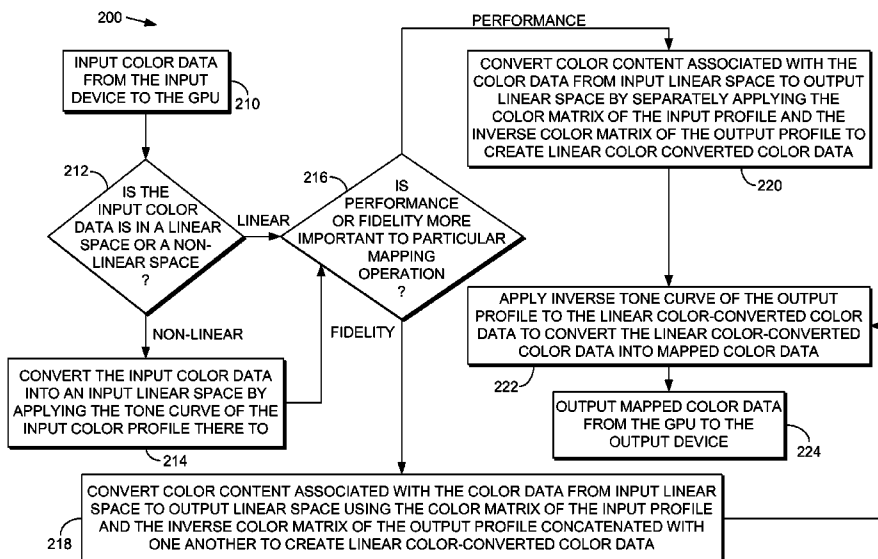 200
INPUT COLOR DATA
FROM THE INPUT
DEVICE TO THE GPU
210
212
IS THE
INPUT COLOR
DATA IS IN A LINEAR
SPACE OR A NON-
LINEAR SPACE
?
LINEAR
NON-LINEAR
CONVERT THE INPUT COLOR DATA
INTO AN INPUT LINEAR SPACE BY
APPLYING THE TONE CURVE OF THE
INPUT COLOR PROFILE THERE TO
214
216
IS
PERFORMANCE
OR FIDELITY MORE
IMPORTANT TO PARTICULAR
MAPPING
OPERATION
?
PERFORMANCE
FIDELITY
CONVERT COLOR CONTENT ASSOCIATED WITH THE
COLOR DATA FROM INPUT LINEAR SPACE TO OUTPUT
LINEAR SPACE BY SEPARATELY APPLYING THE
COLOR MATRIX OF THE INPUT PROFILE AND THE
INVERSE COLOR MATRIX OF THE OUTPUT PROFILE TO
CREATE LINEAR COLOR CONVERTED COLOR DATA
220
APPLY INVERSE TONE CURVE OF THE OUTPUT
PROFILE TO THE LINEAR COLOR-CONVERTED COLOR
DATA TO CONVERT THE LINEAR COLOR-CONVERTED
COLOR DATA INTO MAPPED COLOR DATA
222
OUTPUT MAPPED COLOR DATA
FROM THE GPU TO THE
OUTPUT DEVICE
224
CONVERT COLOR CONTENT ASSOCIATED WITH THE COLOR DATA FROM INPUT LINEAR
SPACE TO OUTPUT LINEAR SPACE USING THE COLOR MATRIX OF THE INPUT PROFILE
AND THE INVERSE COLOR MATRIX OF THE OUTPUT PROFILE CONCATENATED WITH
ONE ANOTHER TO CREATE LINEAR COLOR-CONVERTED COLOR DATA
218